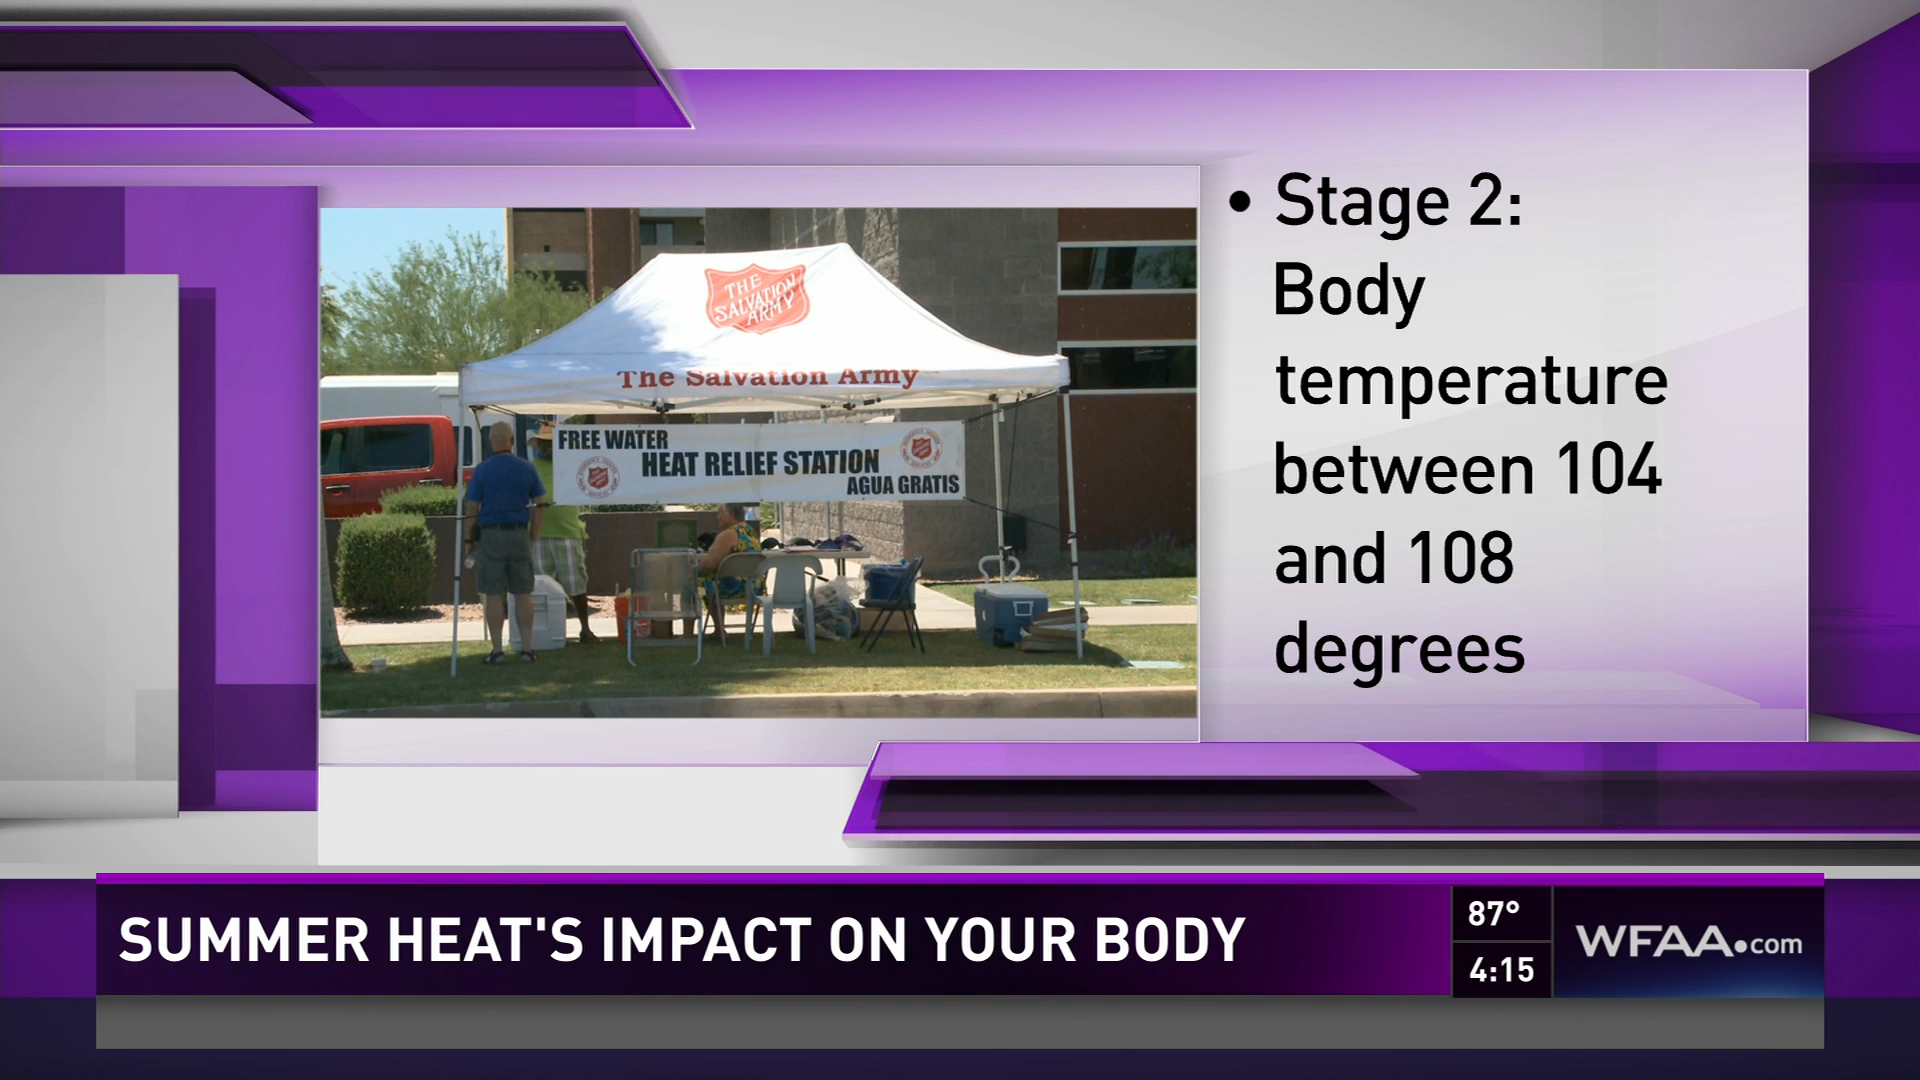 • Stage 2:
Body
temperature
between 104
and 108
degrees
THE
SALVATION
ARMY
The Salvation Army
FREE WATER
HEAT RELIEF STATION
AGUA GRATIS
SUMMER HEAT'S IMPACT ON YOUR BODY
87°
4:15
WFAA.com